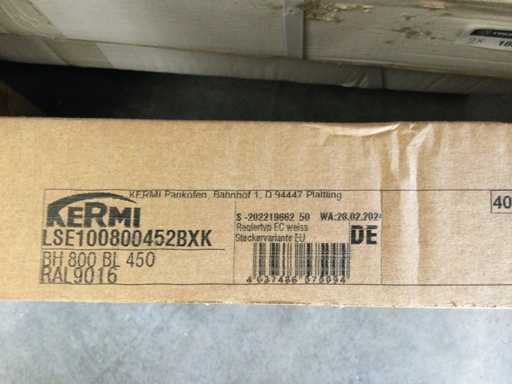 KERMI Pankofen, Bahnhof 1, D 94447 Plattling
KERMI
LSE100800452BXK
BH 800 BL 450
RAL9016
S -202219662 50 WA:20.02.2024
Reglertyp EC weiss
Steckervariante EU
DE
40